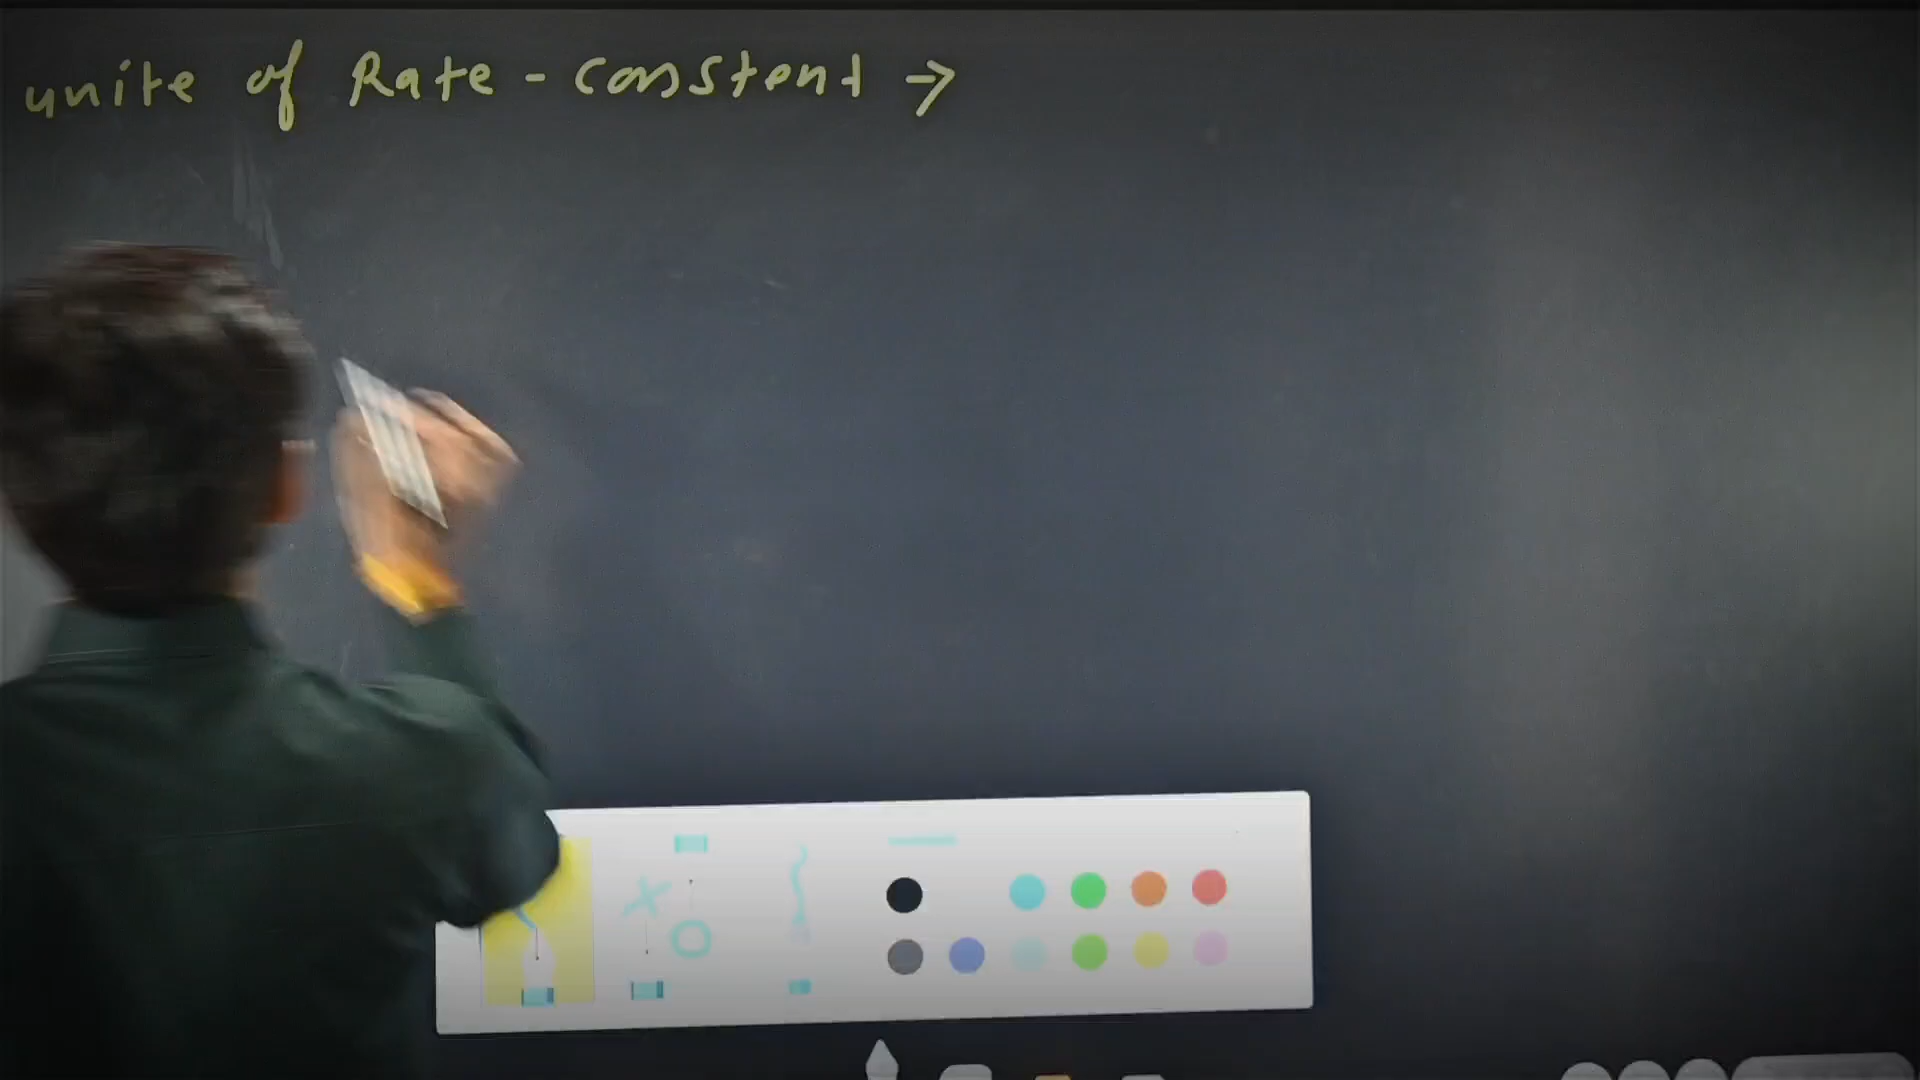 unite of Rate - constent →